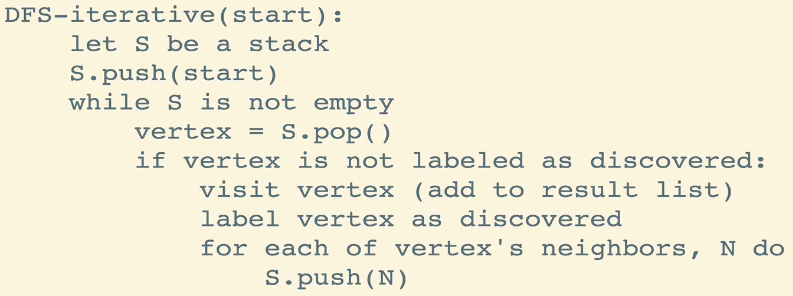 DFS-iterative(start):
    let S be a stack
    S.push(start)
    while S is not empty
        vertex = S.pop()
        if vertex is not labeled as discovered:
            visit vertex (add to result list)
            label vertex as discovered
            for each of vertex's neighbors, N do
                S.push(N)